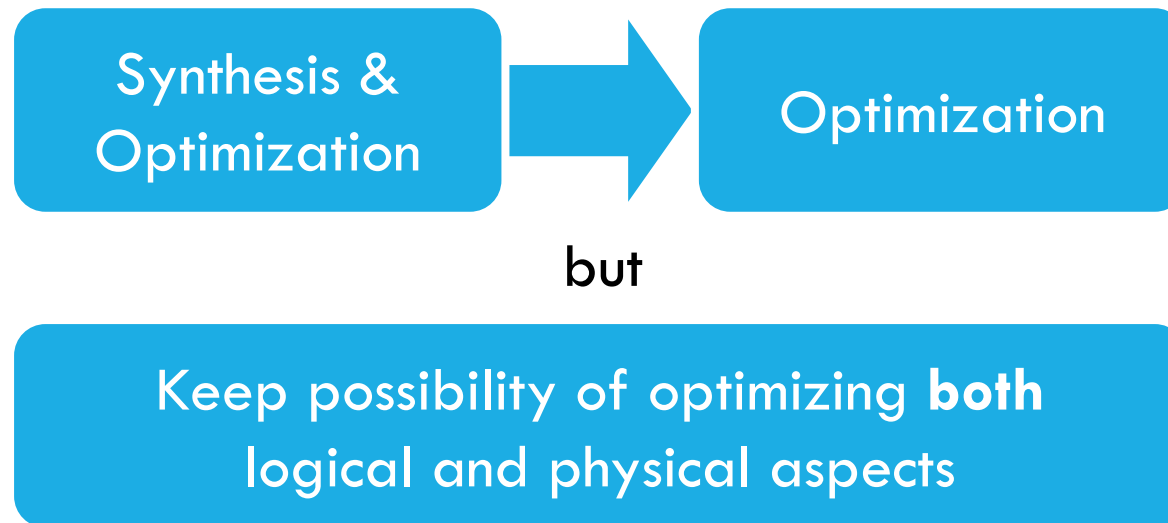 Synthesis &
Optimization
Optimization
but
Keep possibility of optimizing both
logical and physical aspects